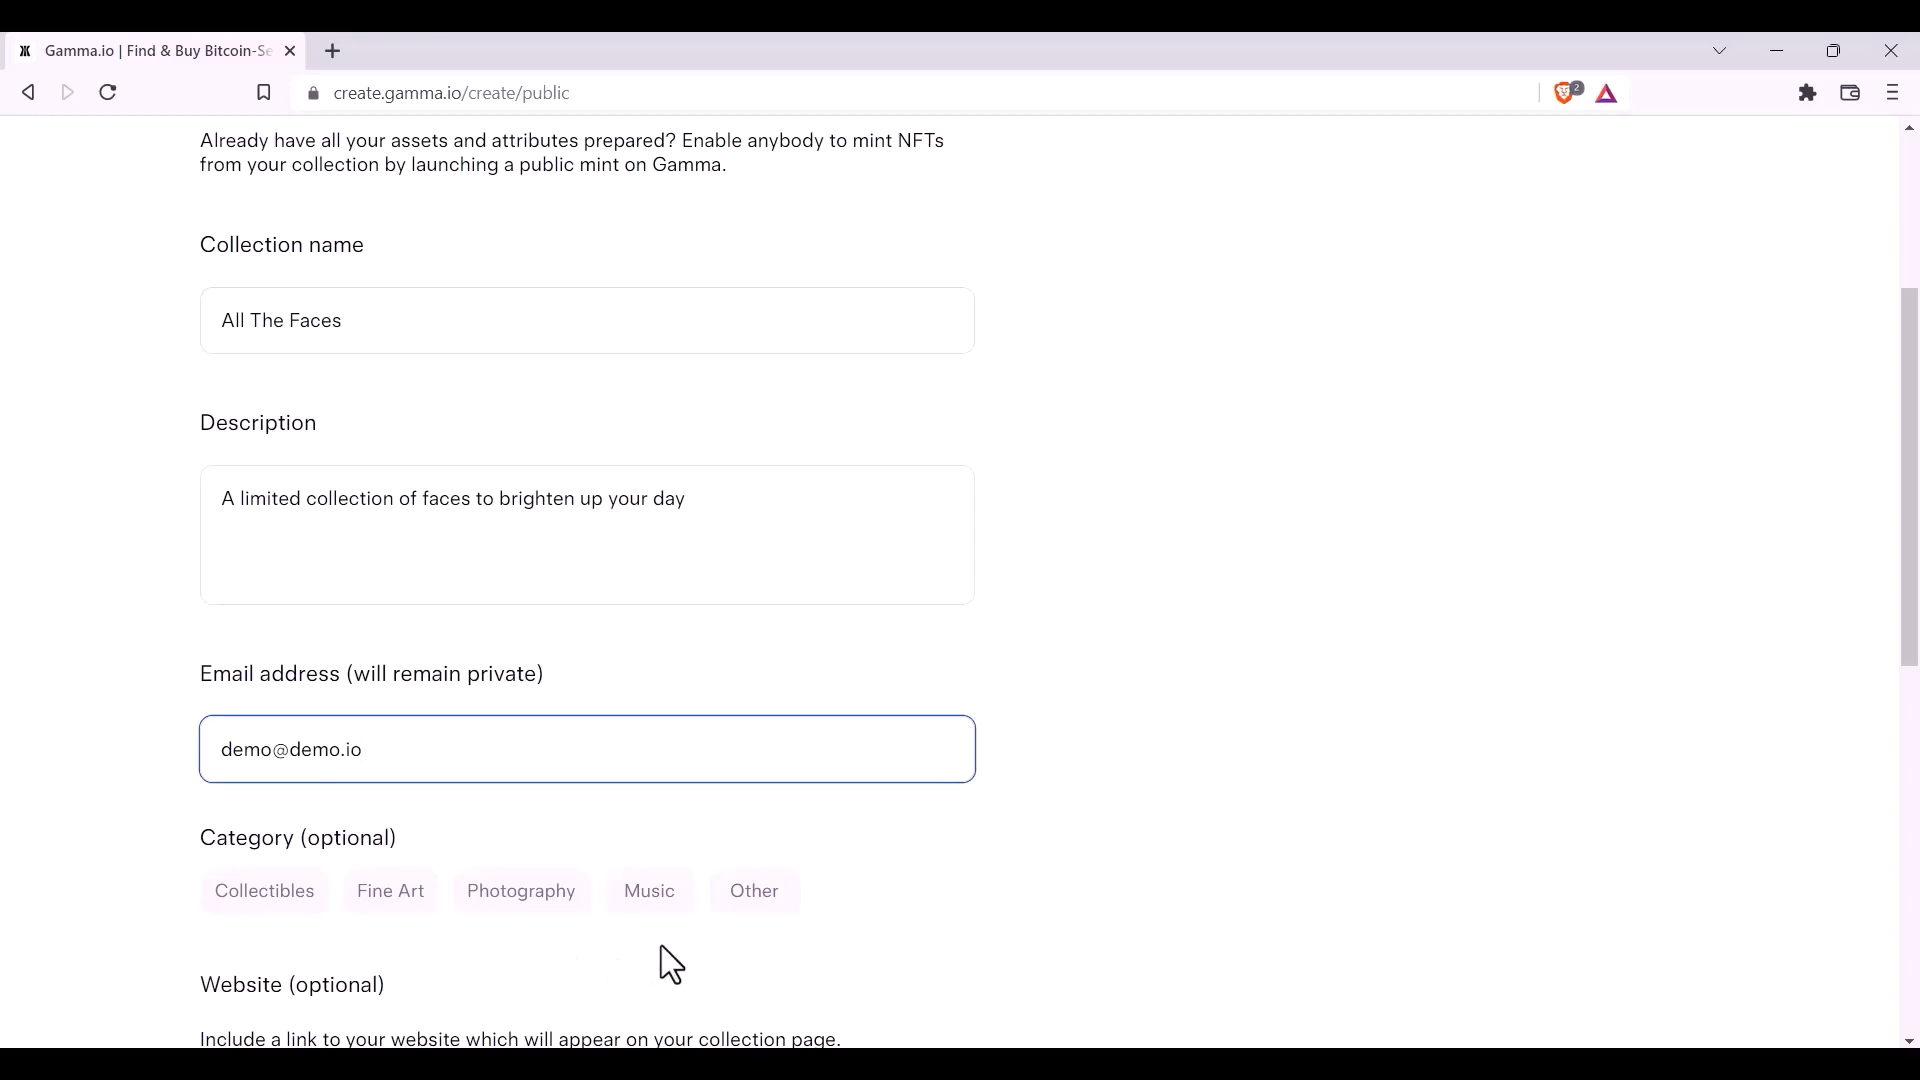 Gamma.io | Find & Buy Bitcoin-Se
create.gamma.io/create/public
2
Already have all your assets and attributes prepared? Enable anybody to mint NFTs
from your collection by launching a public mint on Gamma.
Collection name
All The Faces
Description
A limited collection of faces to brighten up your day
Email address (will remain private)
demo@demo.io
Category (optional)
Collectibles Fine Art Photography Music Other
Website (optional)
Include a link to your website which will appear on your collection page.